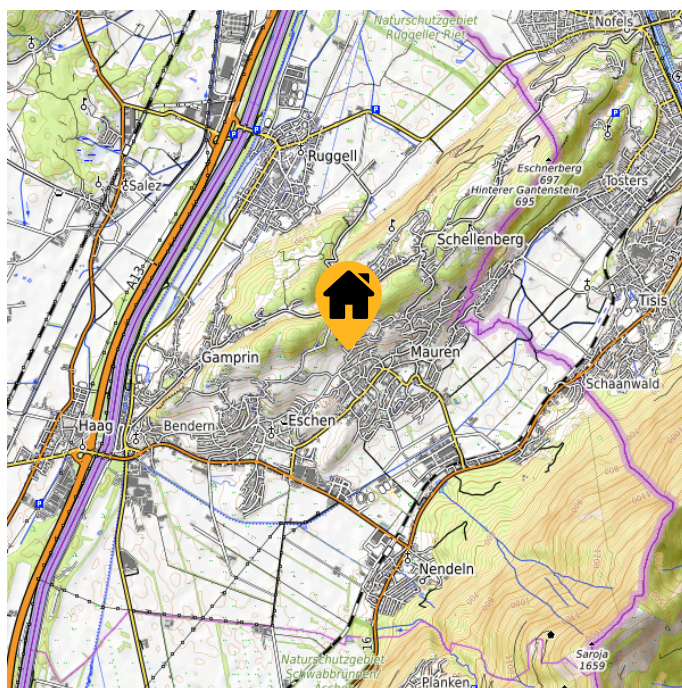 Naturschutzgebiet
Ruggeller Riet
Nofels
P
P
P
P
Ruggell
Eschnerberg
697
Hinterer Gantenstein
695
Salez
Tosters
Schellenberg
A13
L19
Tisis
Gamprin
Mauren
Schaanwald
Haag
Bendern
Eschen
P
Nendeln
16
Saroja
1659
Naturschutzgebiet
Schwabbrünnen/
Planken